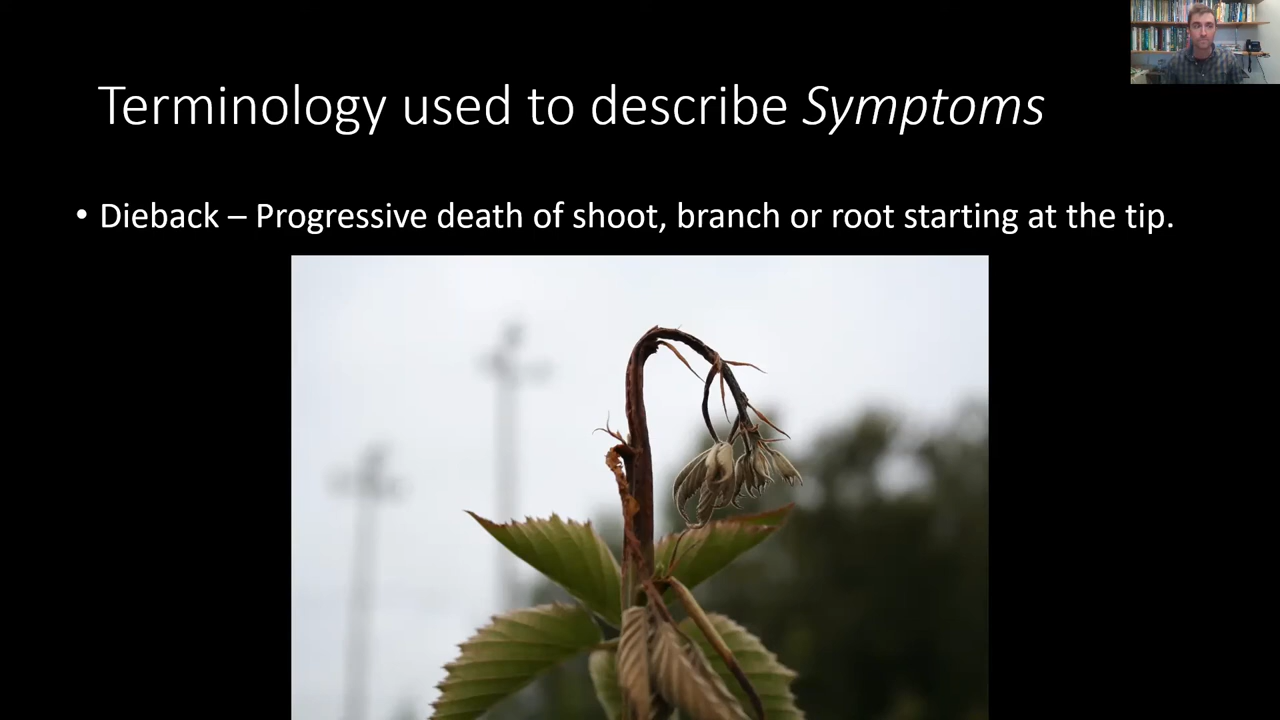 Terminology used to describe Symptoms
• Dieback – Progressive death of shoot, branch or root starting at the tip.